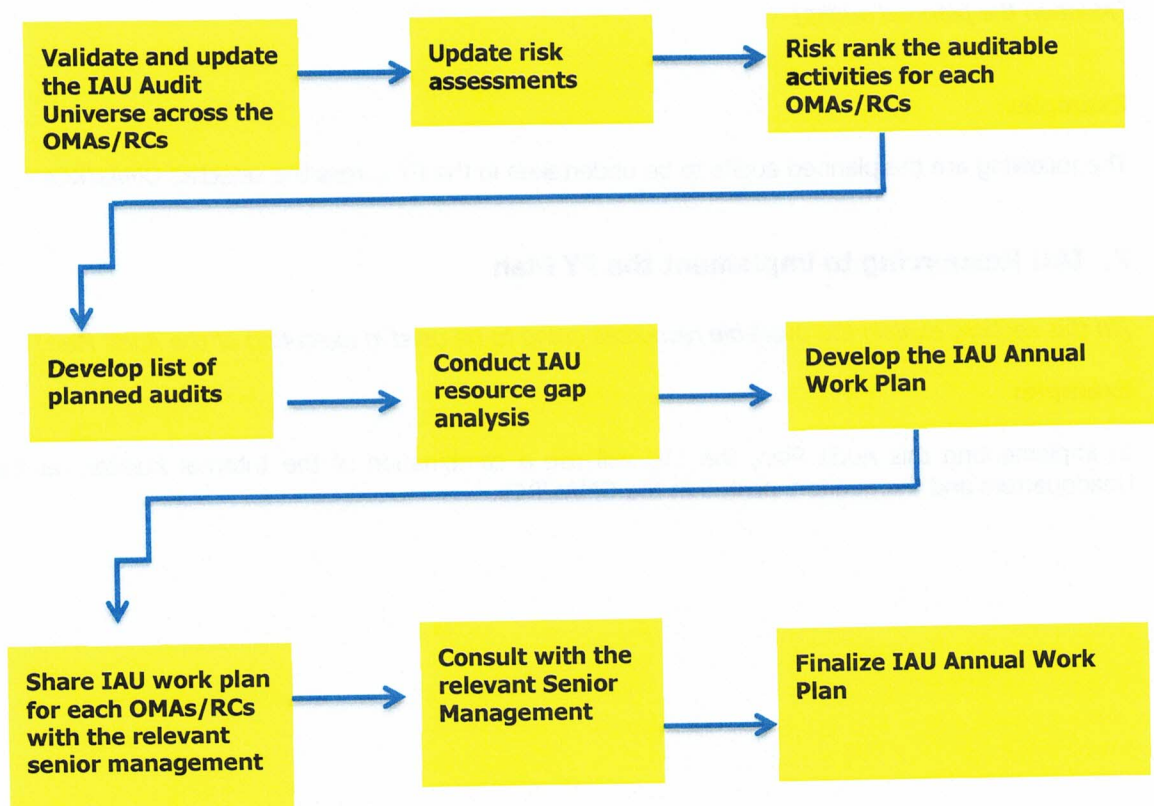 Validate and update
the IAU Audit
Universe across the
OMAs/RCs
Update risk
assessments
Risk rank the auditable
activities for each
OMAs/RCs
Develop list of
planned audits
Conduct IAU
resource gap
analysis
Develop the IAU Annual
Work Plan
Share IAU work plan
for each OMAs/RCs
with the relevant
senior management
Consult with the
relevant Senior
Management
Finalize IAU Annual Work
Plan